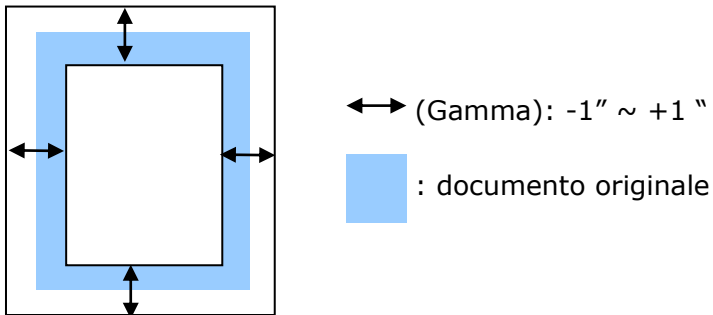 (Gamma): -1” ~ +1 “
: documento originale